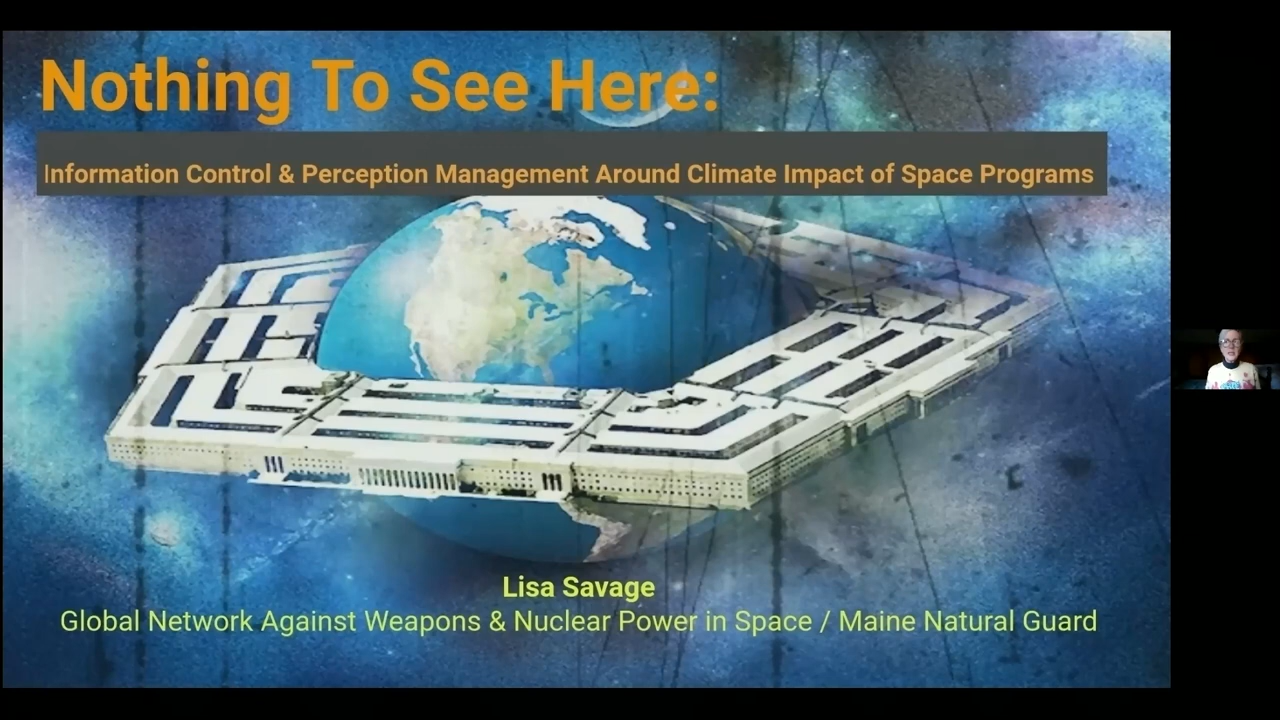 Nothing To See Here:
Information Control & Perception Management Around Climate Impact of Space Programs
Lisa Savage
Global Network Against Weapons & Nuclear Power in Space / Maine Natural Guard